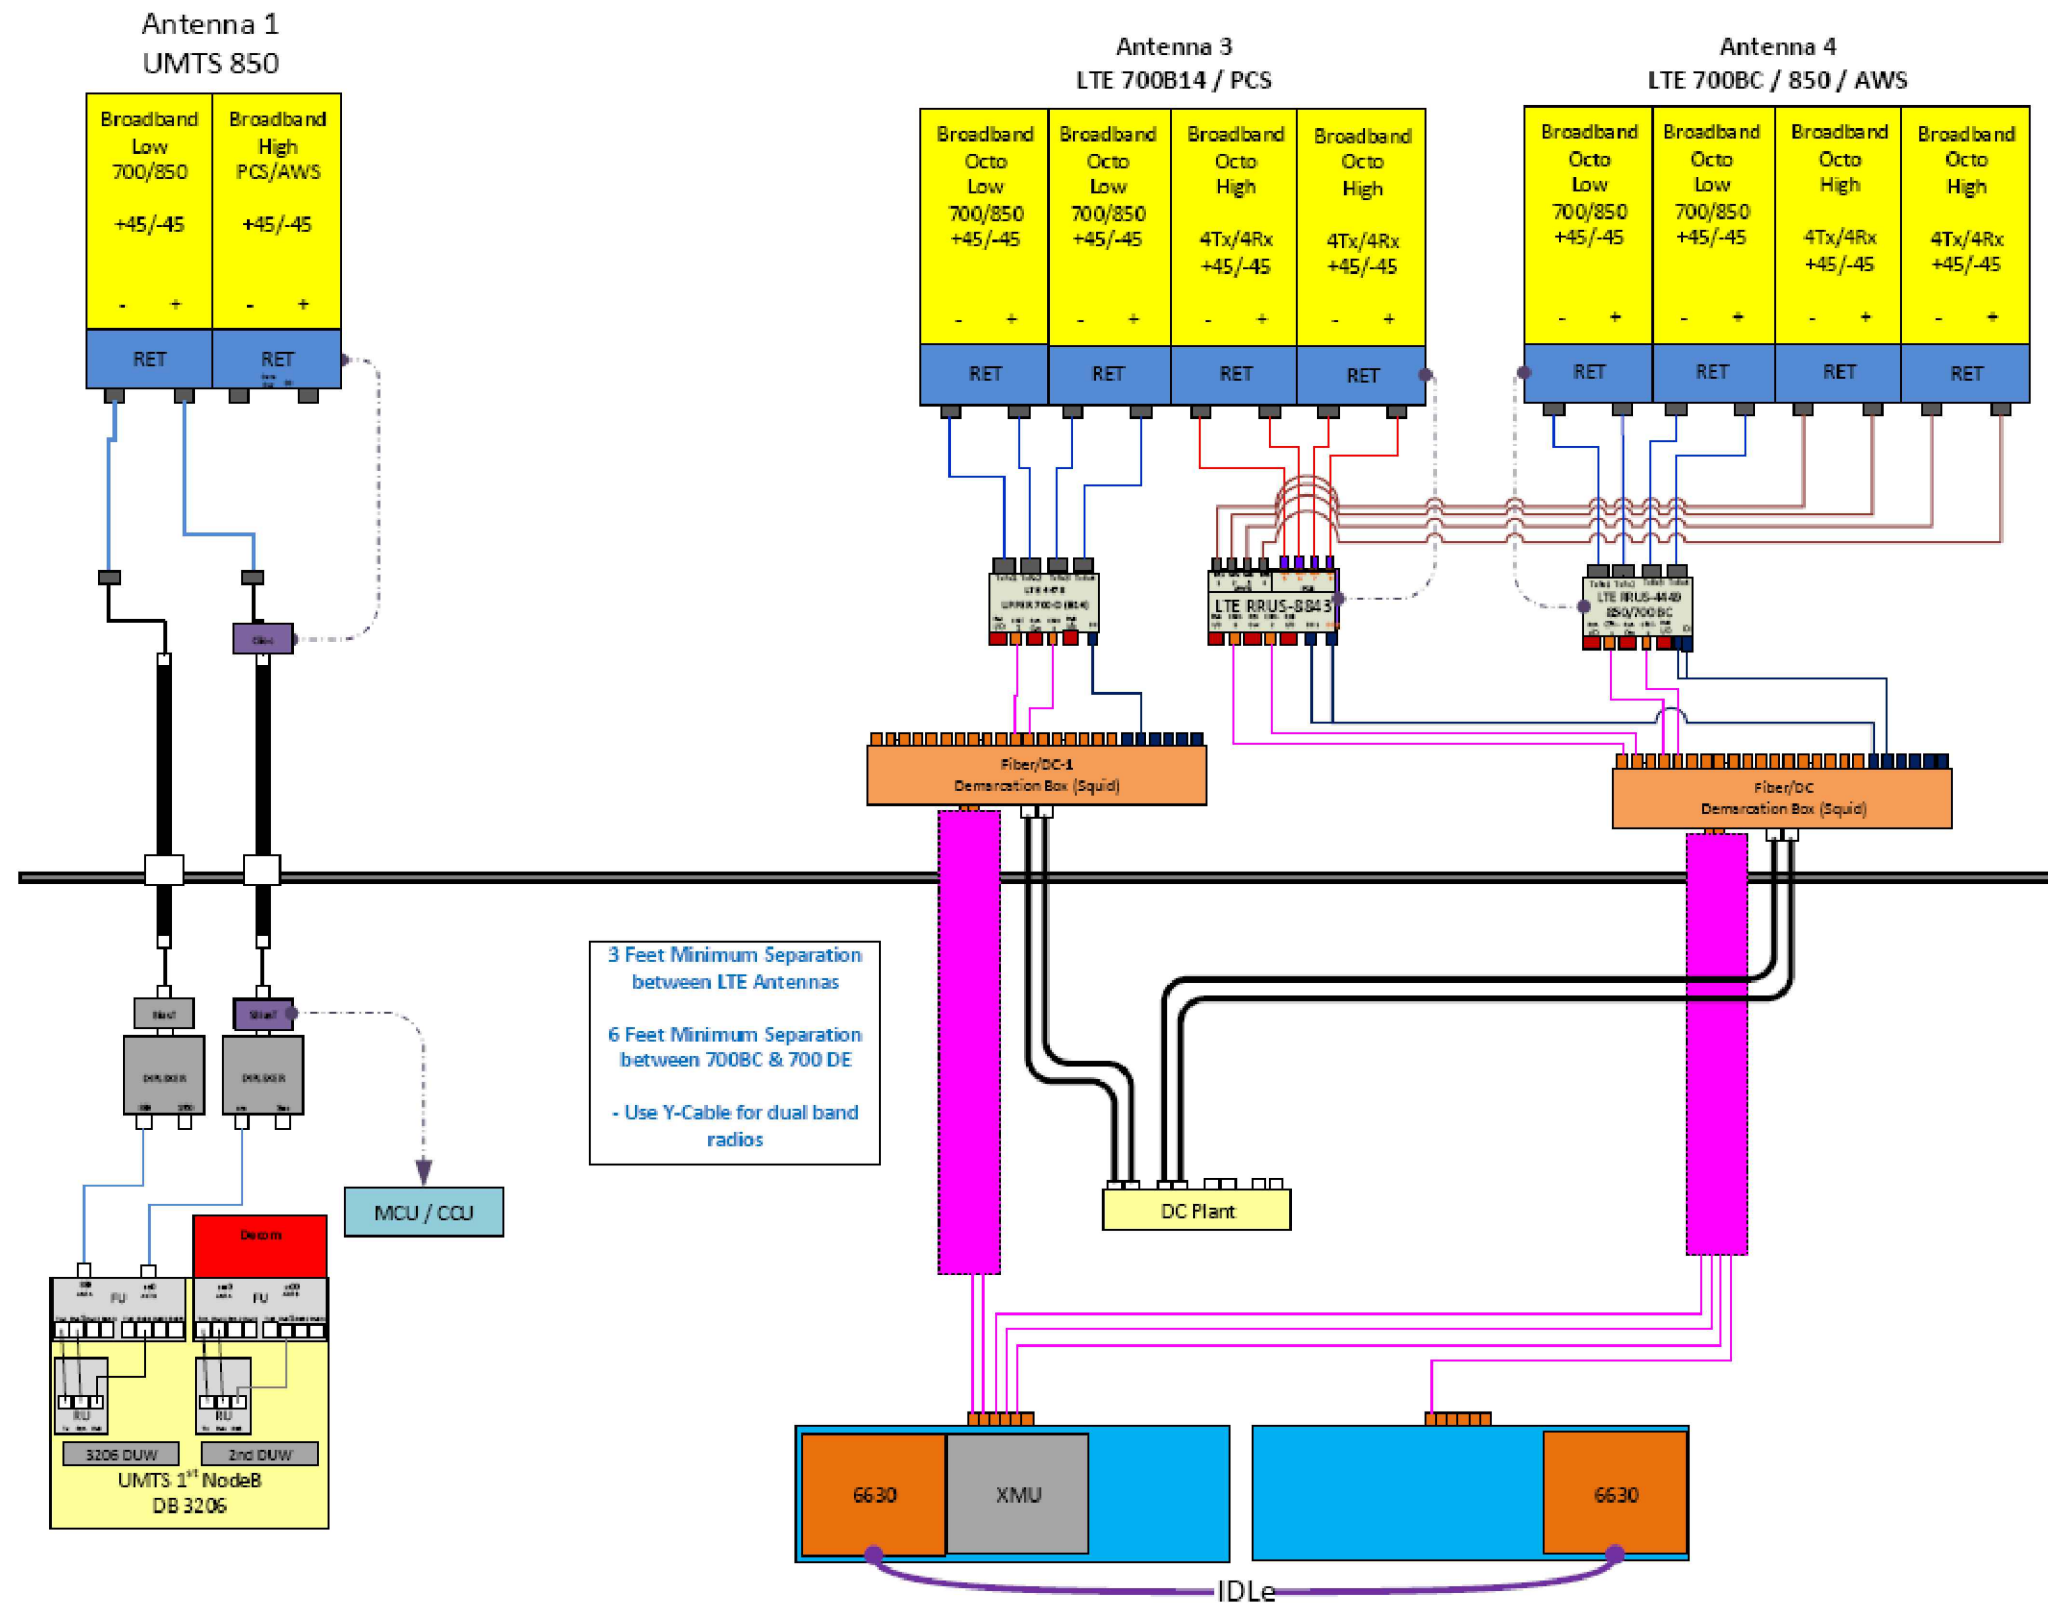 Antenna 1
UMTS 850
Antenna 3
LTE 700B14 / PCS
Antenna 4
LTE 700BC / 850 / AWS
Broadband
Low
700/850
+45/-45
- +
Broadband
High
PCS/AWS
+45/-45
- +
RET
RET
Broadband
Octo
Low
700/850
+45/-45
- +
Broadband
Octo
Low
700/850
+45/-45
- +
Broadband
Octo
High
4Tx/4Rx
+45/-45
- +
Broadband
Octo
High
4Tx/4Rx
+45/-45
- +
RET
RET
RET
RET
Broadband
Octo
Low
700/850
+45/-45
- +
Broadband
Octo
Low
700/850
+45/-45
- +
Broadband
Octo
High
4Tx/4Rx
+45/-45
- +
Broadband
Octo
High
4Tx/4Rx
+45/-45
- +
RET
RET
RET
RET
LTE RRUS-8843
LTE RRUS-4449
850/700BC
Fiber/DC-1
Demarcation Box (Squid)
Fiber/DC
Demarcation Box (Squid)
3 Feet Minimum Separation
between LTE Antennas
6 Feet Minimum Separation
between 700BC & 700 DE
- Use Y-Cable for dual band
radios
DIPLEXER
DIPLEXER
MCU / CCU
DC Plant
Decom
FU
FU
RU
RU
3206 DUW
2nd DUW
UMTS 1st NodeB
DB 3206
6630
XMU
6630
IDLe